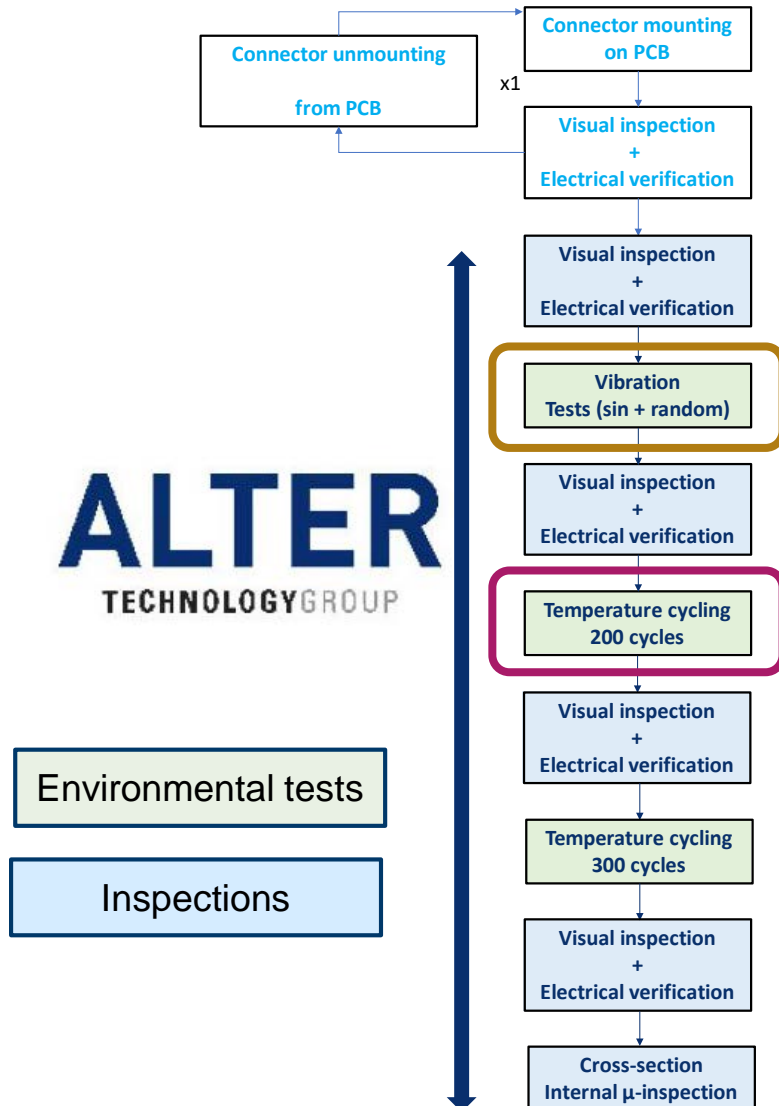 Connector mounting
on PCB
Connector unmounting
from PCB
x1
Visual inspection
+
Electrical verification
Visual inspection
+
Electrical verification
Vibration
Tests (sin + random)
Visual inspection
+
Electrical verification
ALTER
TECHNOLOGYGROUP
Temperature cycling
200 cycles
Visual inspection
+
Electrical verification
Environmental tests
Temperature cycling
300 cycles
Inspections
Visual inspection
+
Electrical verification
Cross-section
Internal µ-inspection